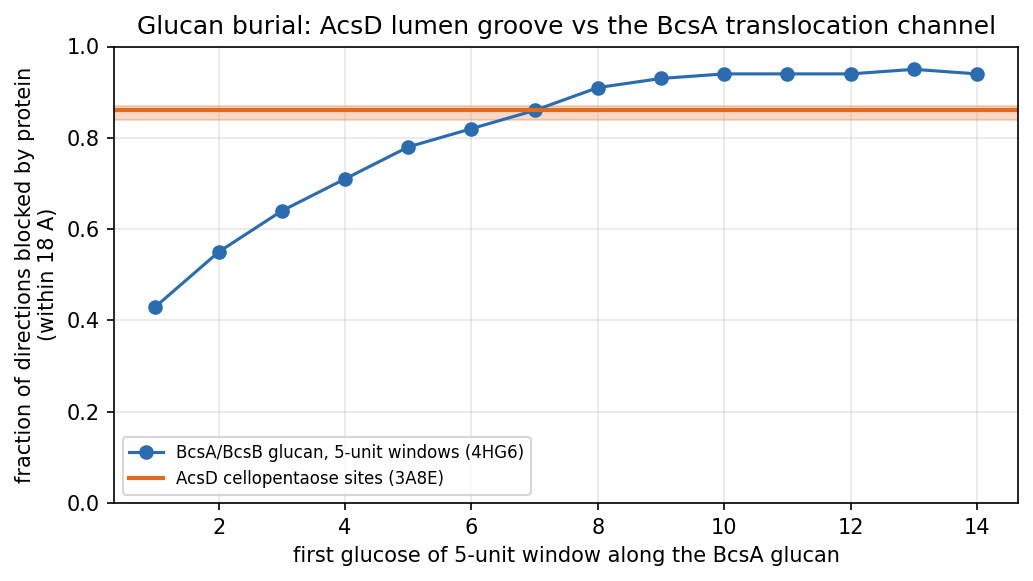 Glucan burial: AcsD lumen groove vs the BcsA translocation channel
fraction of directions blocked by protein
(within 18 A)
1.0
0.8
0.6
0.4
0.2
0.0
BcsA/BcsB glucan, 5-unit windows (4HG6)
AcsD cellopentaose sites (3A8E)
2 4 6 8 10 12 14
first glucose of 5-unit window along the BcsA glucan